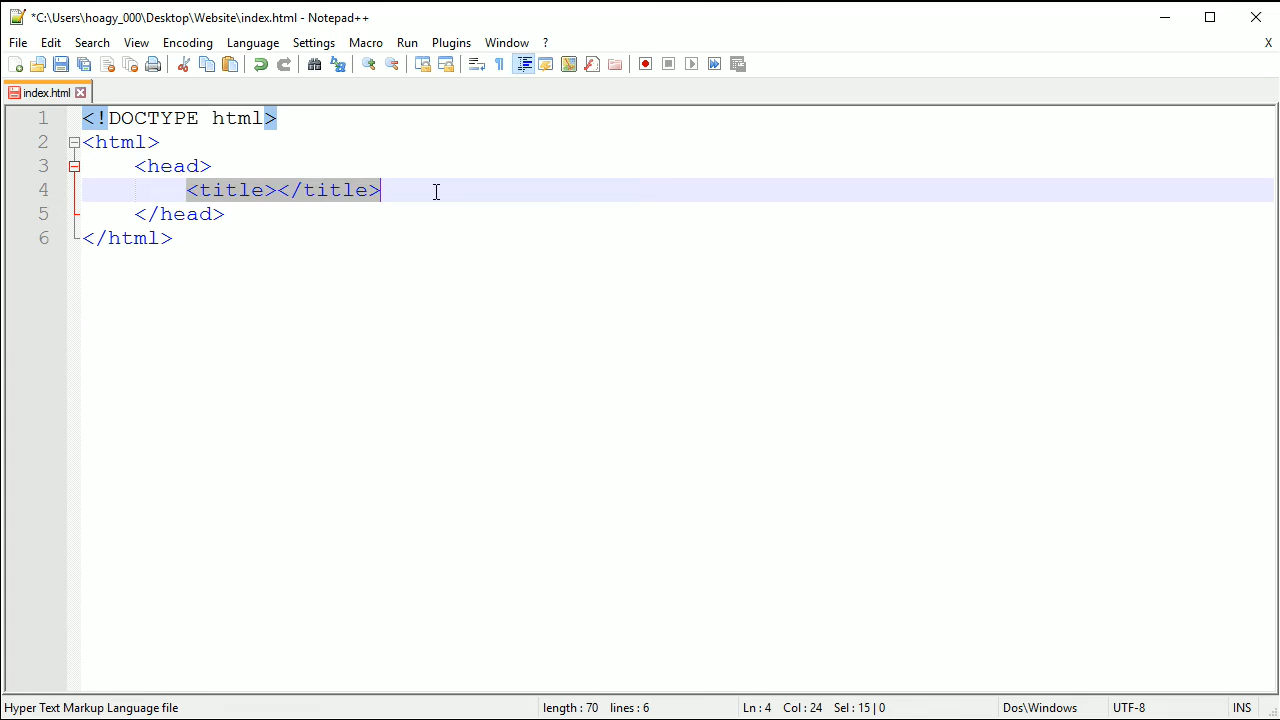 *C:\Users\hoagy_000\Desktop\Website\index.html - Notepad++
File Edit Search View Encoding Language Settings Macro Run Plugins Window ? X
index.html
1 <!DOCTYPE html>
2 <html>
3 <head>
4 <title></title>
5 </head>
6 </html>
Hyper Text Markup Language file length : 70 lines : 6 Ln : 4 Col : 24 Sel : 15 | 0 Dos\Windows UTF-8 INS